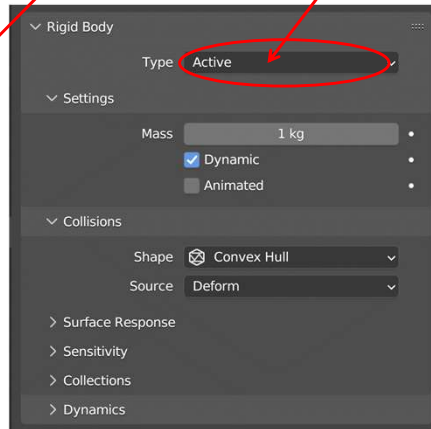 Rigid Body
Type Active
Settings
Mass 1 kg
Dynamic
Animated
Collisions
Shape Convex Hull
Source Deform
Surface Response
Sensitivity
Collections
Dynamics